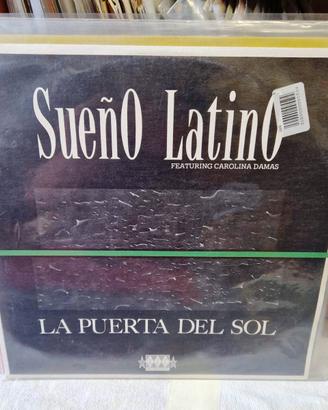 Sueño Latino
FEATURING CAROLINA DAMAS
LA PUERTA DEL SOL